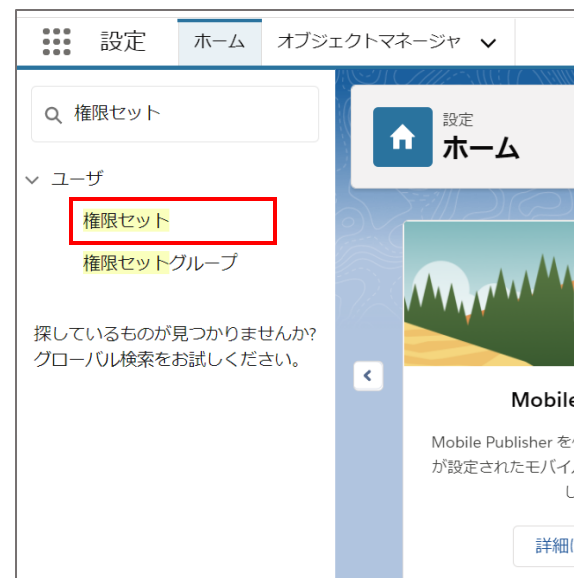 設定
ホーム
オブジェクトマネージャ
権限セット
ユーザ
権限セット
権限セットグループ
探しているものが見つかりませんか?
グローバル検索をお試しください。
設定
ホーム
Mobile
Mobile Publisher を
が設定されたモバイ
し
詳細